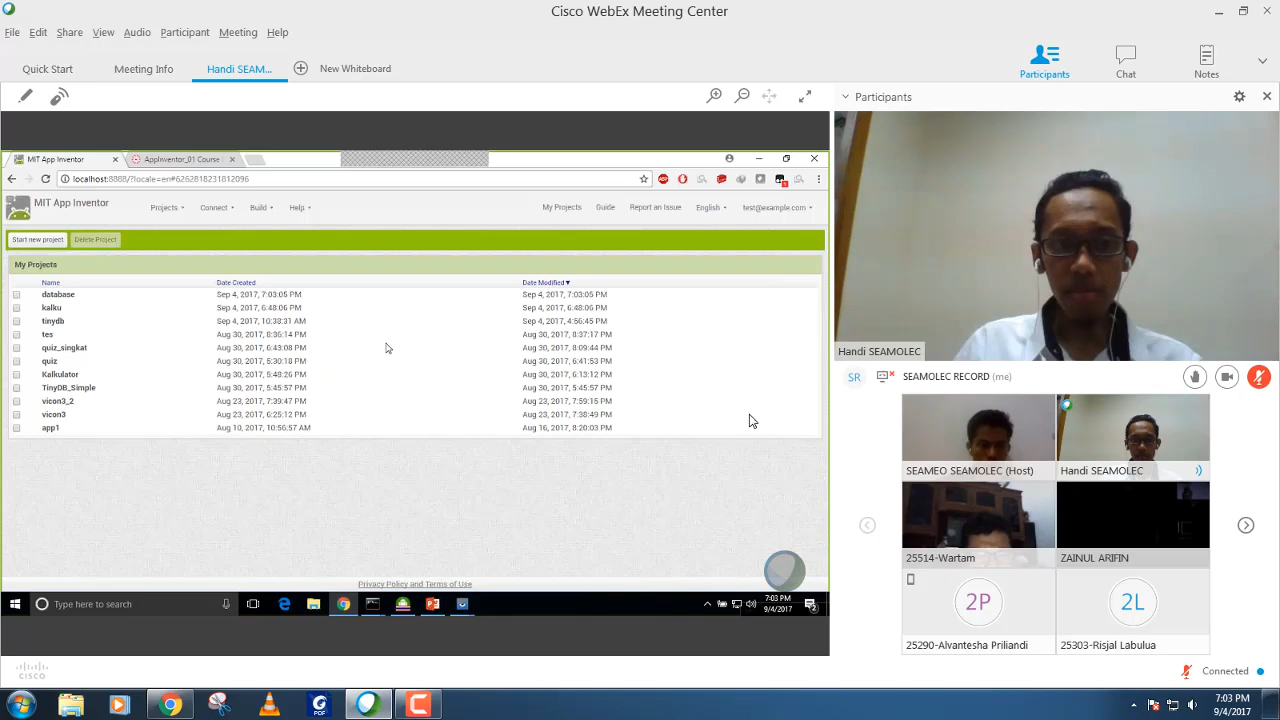 Cisco WebEx Meeting Center
File Edit Share View Audio Participant Meeting Help
Quick Start Meeting Info Handi SEAM... New Whiteboard
Participants Chat Notes
Participants
MIT App Inventor AppInventor_01 Course
localhost:8888/?locale=en#6262818231812096
MIT App Inventor
Projects Connect Build Help My Projects Guide Report an Issue English test@example.com
Start new project Delete Project
My Projects
Name Date Created Date Modified
database Sep 4, 2017, 7:03:05 PM Sep 4, 2017, 7:03:05 PM
kalku Sep 4, 2017, 6:48:06 PM Sep 4, 2017, 6:48:06 PM
tinydb Sep 4, 2017, 10:38:31 AM Sep 4, 2017, 4:56:45 PM
tes Aug 30, 2017, 8:36:14 PM Aug 30, 2017, 8:37:17 PM
quiz_singkat Aug 30, 2017, 6:43:08 PM Aug 30, 2017, 8:09:44 PM
quiz Aug 30, 2017, 5:30:18 PM Aug 30, 2017, 6:41:53 PM
Kalkulator Aug 30, 2017, 5:48:26 PM Aug 30, 2017, 6:13:12 PM
TinyDB_Simple Aug 30, 2017, 5:45:57 PM Aug 30, 2017, 5:45:57 PM
vicon3_2 Aug 23, 2017, 7:39:47 PM Aug 23, 2017, 7:59:15 PM
vicon3 Aug 23, 2017, 6:25:12 PM Aug 23, 2017, 7:38:49 PM
app1 Aug 10, 2017, 10:56:57 AM Aug 16, 2017, 8:20:03 PM
Privacy Policy and Terms of Use
Type here to search
7:03 PM
9/4/2017
2
Handi SEAMOLEC
SR SEAMOLEC RECORD (me)
SEAMEO SEAMOLEC (Host) Handi SEAMOLEC
25514-Wartam ZAINUL ARIFIN
2P 2L
25290-Alvantesha Priliandi 25303-Risjal Labulua
CISCO
Connected
PDF
7:03 PM
9/4/2017